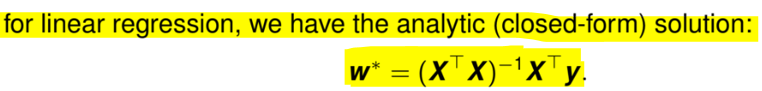 for linear regression, we have the analytic (closed-form) solution:
w* = (X⊤X)−1X⊤y.